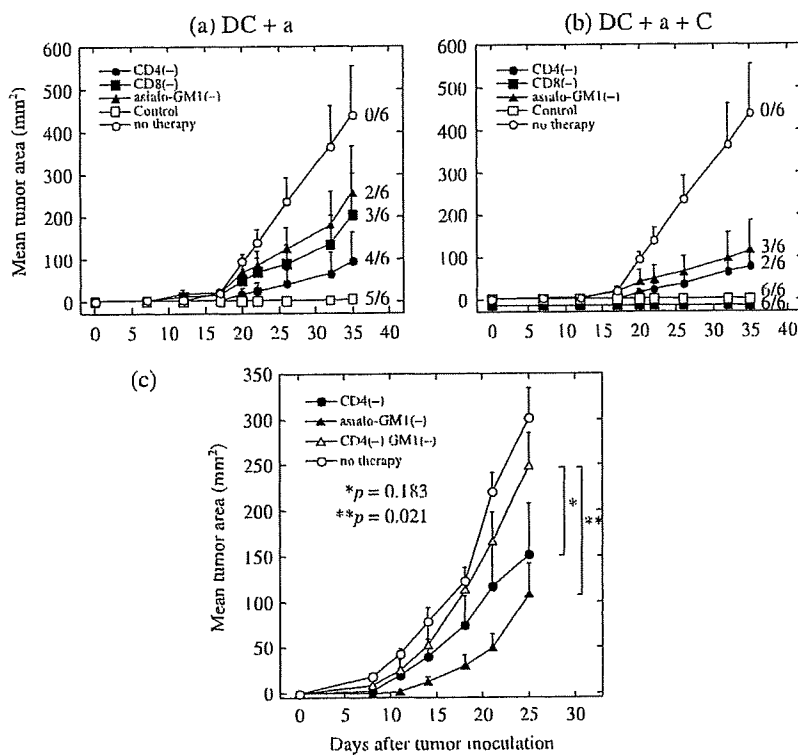 (a) DC + a
(b) DC + a + C
Mean tumor area (mm²)
600
500
400
300
200
100
0
CD4(−)
CD8(−)
asialo-GM1(−)
Control
no therapy
0/6
2/6
3/6
4/6
5/6
0 5 10 15 20 25 30 35 40
600
500
400
300
200
100
0
CD4(−)
CD8(−)
asialo-GM1(−)
Control
no therapy
0/6
3/6
2/6
6/6
6/6
0 5 10 15 20 25 30 35 40
(c)
Mean tumor area (mm²)
350
300
250
200
150
100
50
0
CD4(−)
asialo-GM1(−)
CD4(−) GM1(−)
no therapy
*p = 0.183
**p = 0.021
*
**
0 5 10 15 20 25 30
Days after tumor inoculation